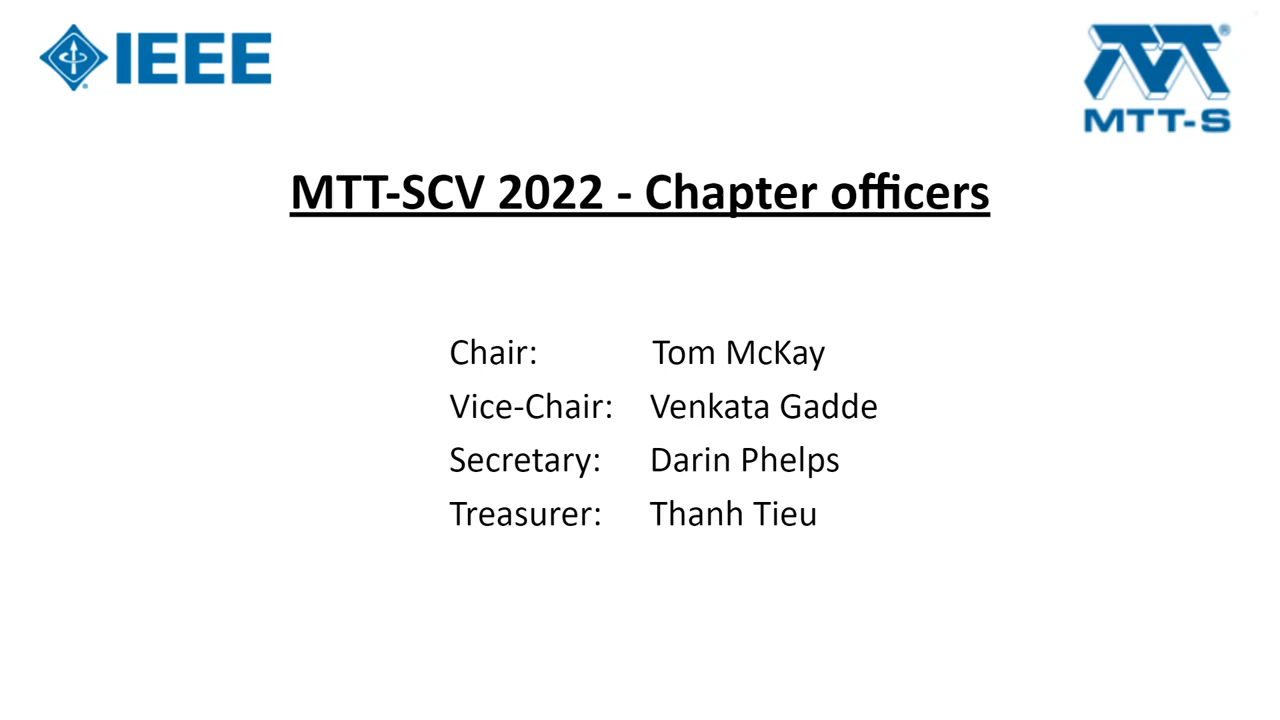 IEEE
MTT-S
MTT-SCV 2022 - Chapter officers
Chair: Tom McKay
Vice-Chair: Venkata Gadde
Secretary: Darin Phelps
Treasurer: Thanh Tieu